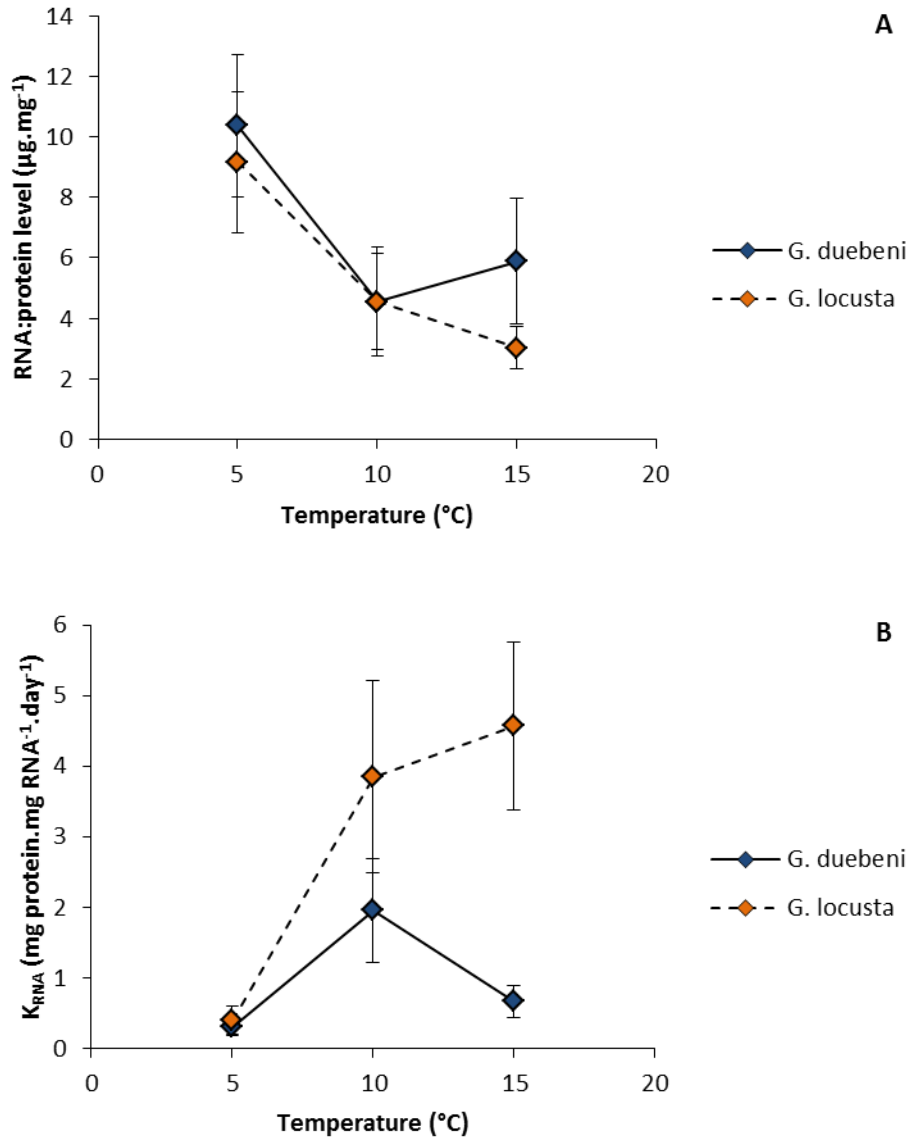 A
RNA:protein level (µg.mg⁻¹)
14
12
10
8
6
4
2
0
0 5 10 15 20
Temperature (°C)
G. duebeni
G. locusta
B
K_RNA (mg protein.mg RNA⁻¹.day⁻¹)
6
5
4
3
2
1
0
0 5 10 15 20
Temperature (°C)
G. duebeni
G. locusta